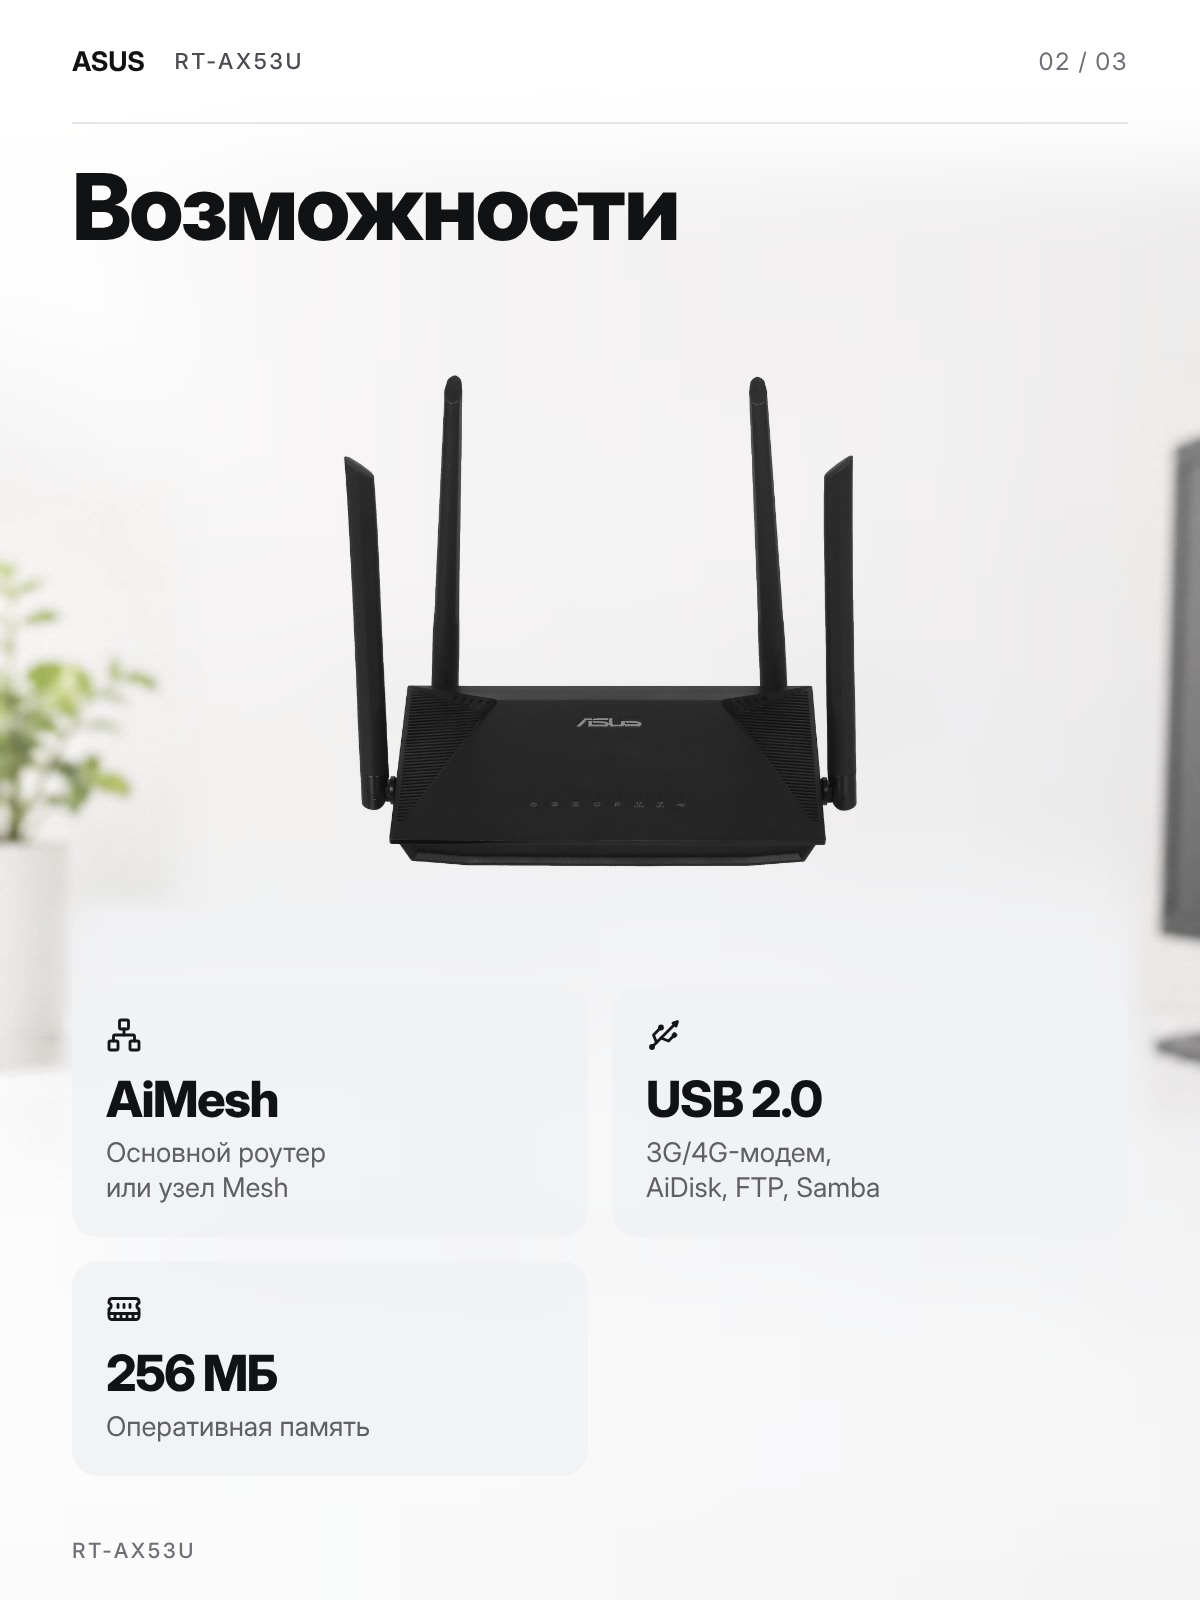 ASUS RT-AX53U 02 / 03
Возможности
ASUS
AiMesh
Основной роутер
или узел Mesh
USB 2.0
3G/4G-модем,
AiDisk, FTP, Samba
256 МБ
Оперативная память
RT-AX53U